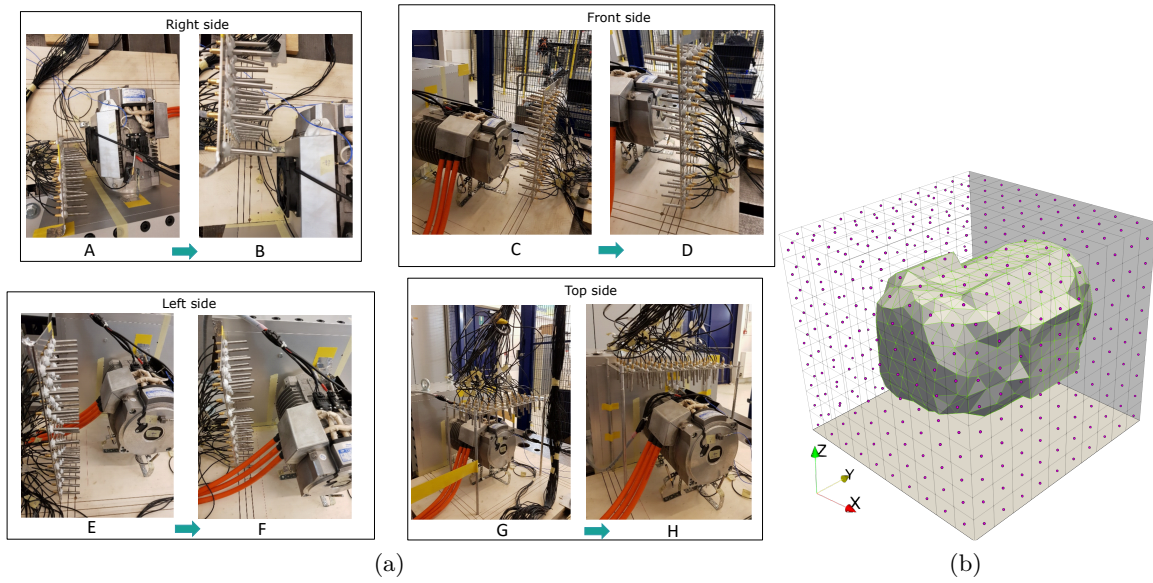 Right side
A
B
Front side
C
D
Left side
E
F
Top side
G
H
Z
Y
X
(a)
(b)